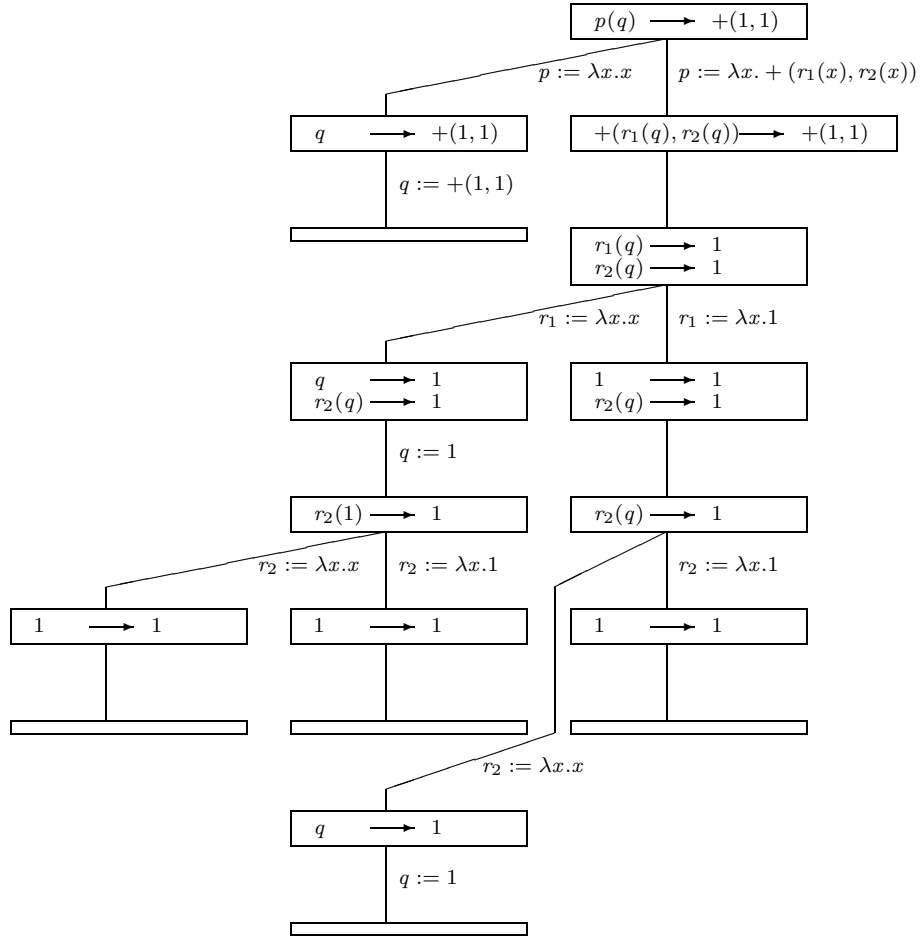 p(q) ⟶ +(1, 1)
p := λx.x
p := λx. + (r₁(x), r₂(x))
q ⟶ +(1, 1)
+(r₁(q), r₂(q)) ⟶ +(1, 1)
q := +(1, 1)
r₁(q) ⟶ 1
r₂(q) ⟶ 1
r₁ := λx.x
r₁ := λx.1
q ⟶ 1
r₂(q) ⟶ 1
1 ⟶ 1
r₂(q) ⟶ 1
q := 1
r₂(1) ⟶ 1
r₂(q) ⟶ 1
r₂ := λx.x
r₂ := λx.1
r₂ := λx.1
1 ⟶ 1
1 ⟶ 1
1 ⟶ 1
r₂ := λx.x
q ⟶ 1
q := 1